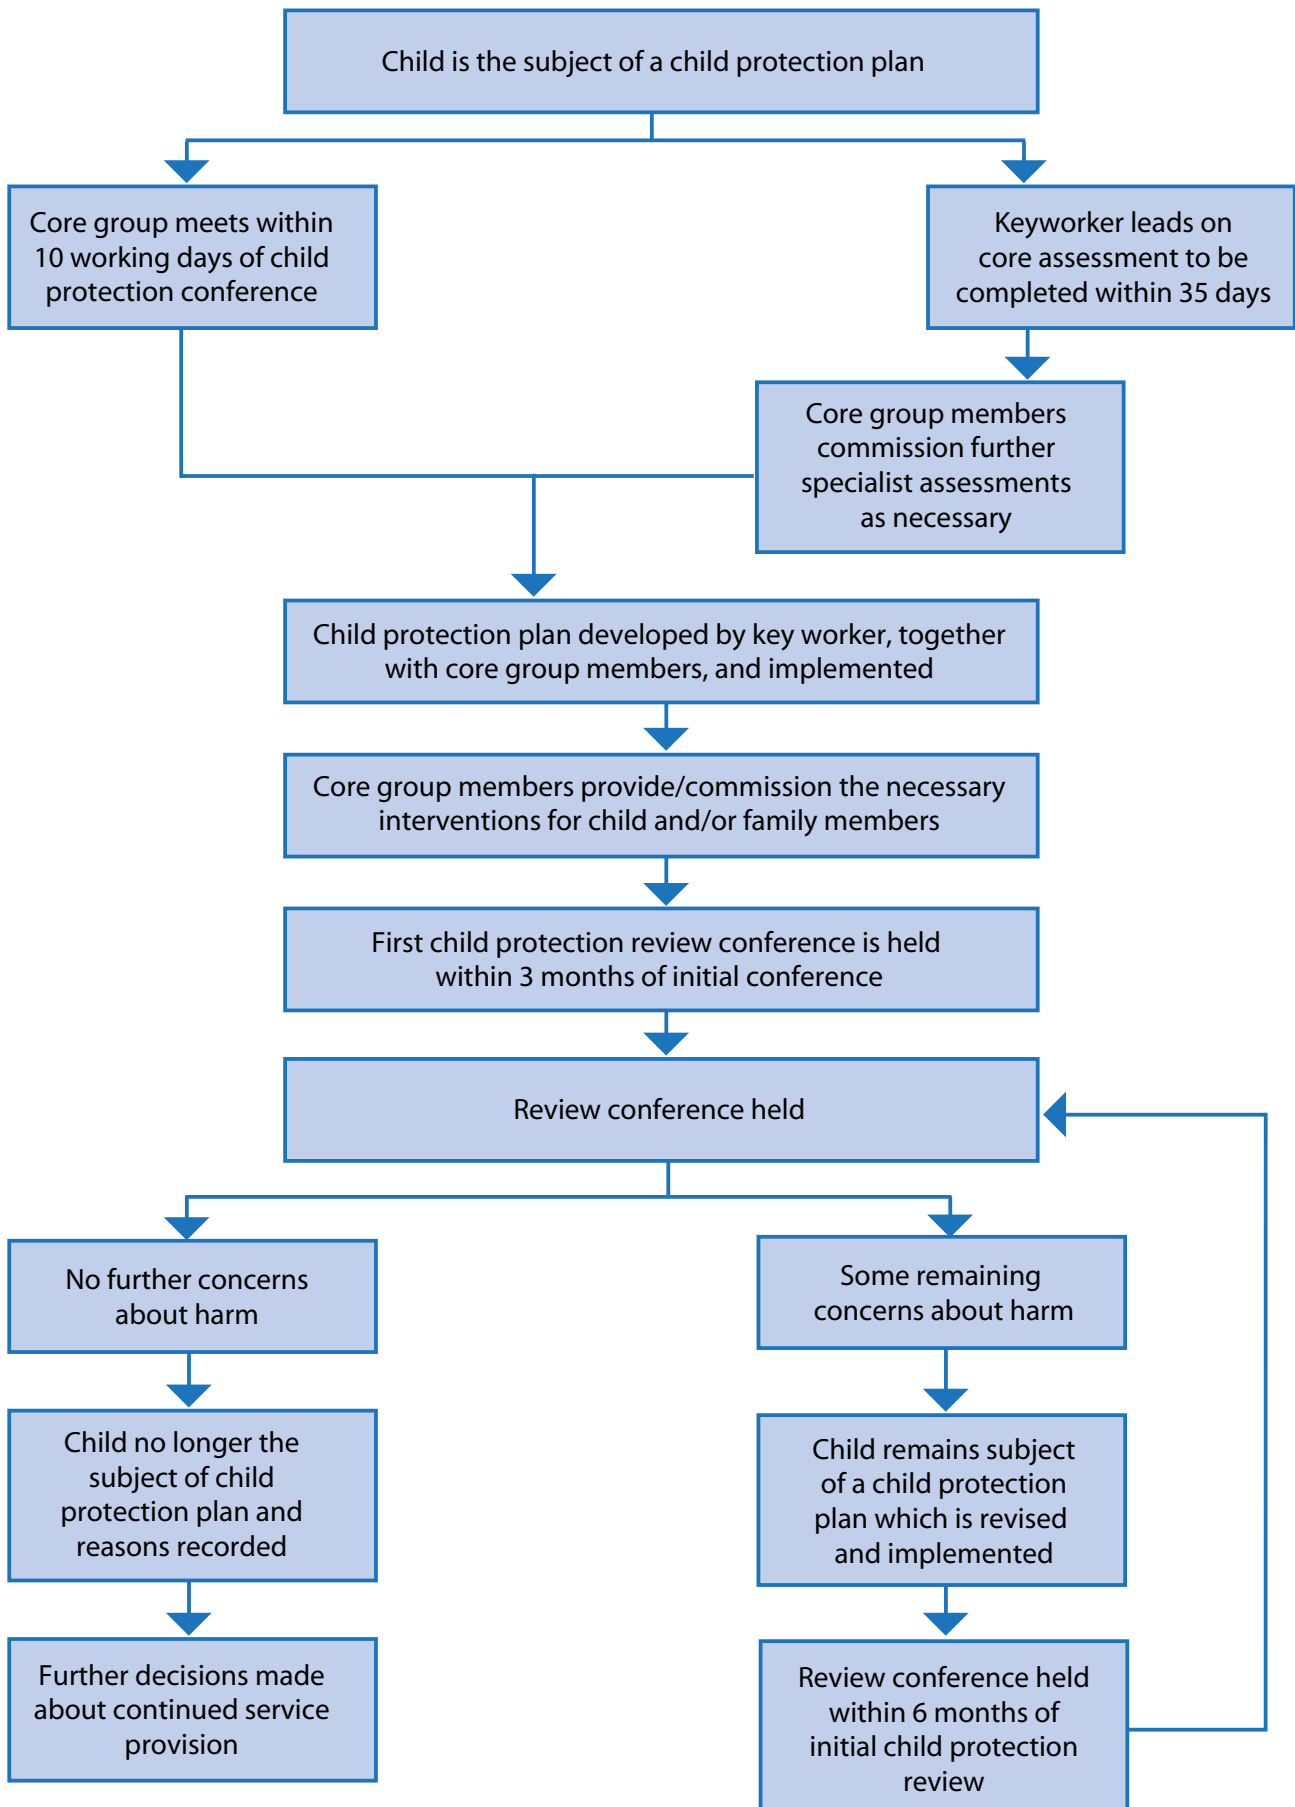 Child is the subject of a child protection plan
Core group meets within
10 working days of child
protection conference
Keyworker leads on
core assessment to be
completed within 35 days
Core group members
commission further
specialist assessments
as necessary
Child protection plan developed by key worker, together
with core group members, and implemented
Core group members provide/commission the necessary
interventions for child and/or family members
First child protection review conference is held
within 3 months of initial conference
Review conference held
No further concerns
about harm
Some remaining
concerns about harm
Child no longer the
subject of child
protection plan and
reasons recorded
Child remains subject
of a child protection
plan which is revised
and implemented
Further decisions made
about continued service
provision
Review conference held
within 6 months of
initial child protection
review